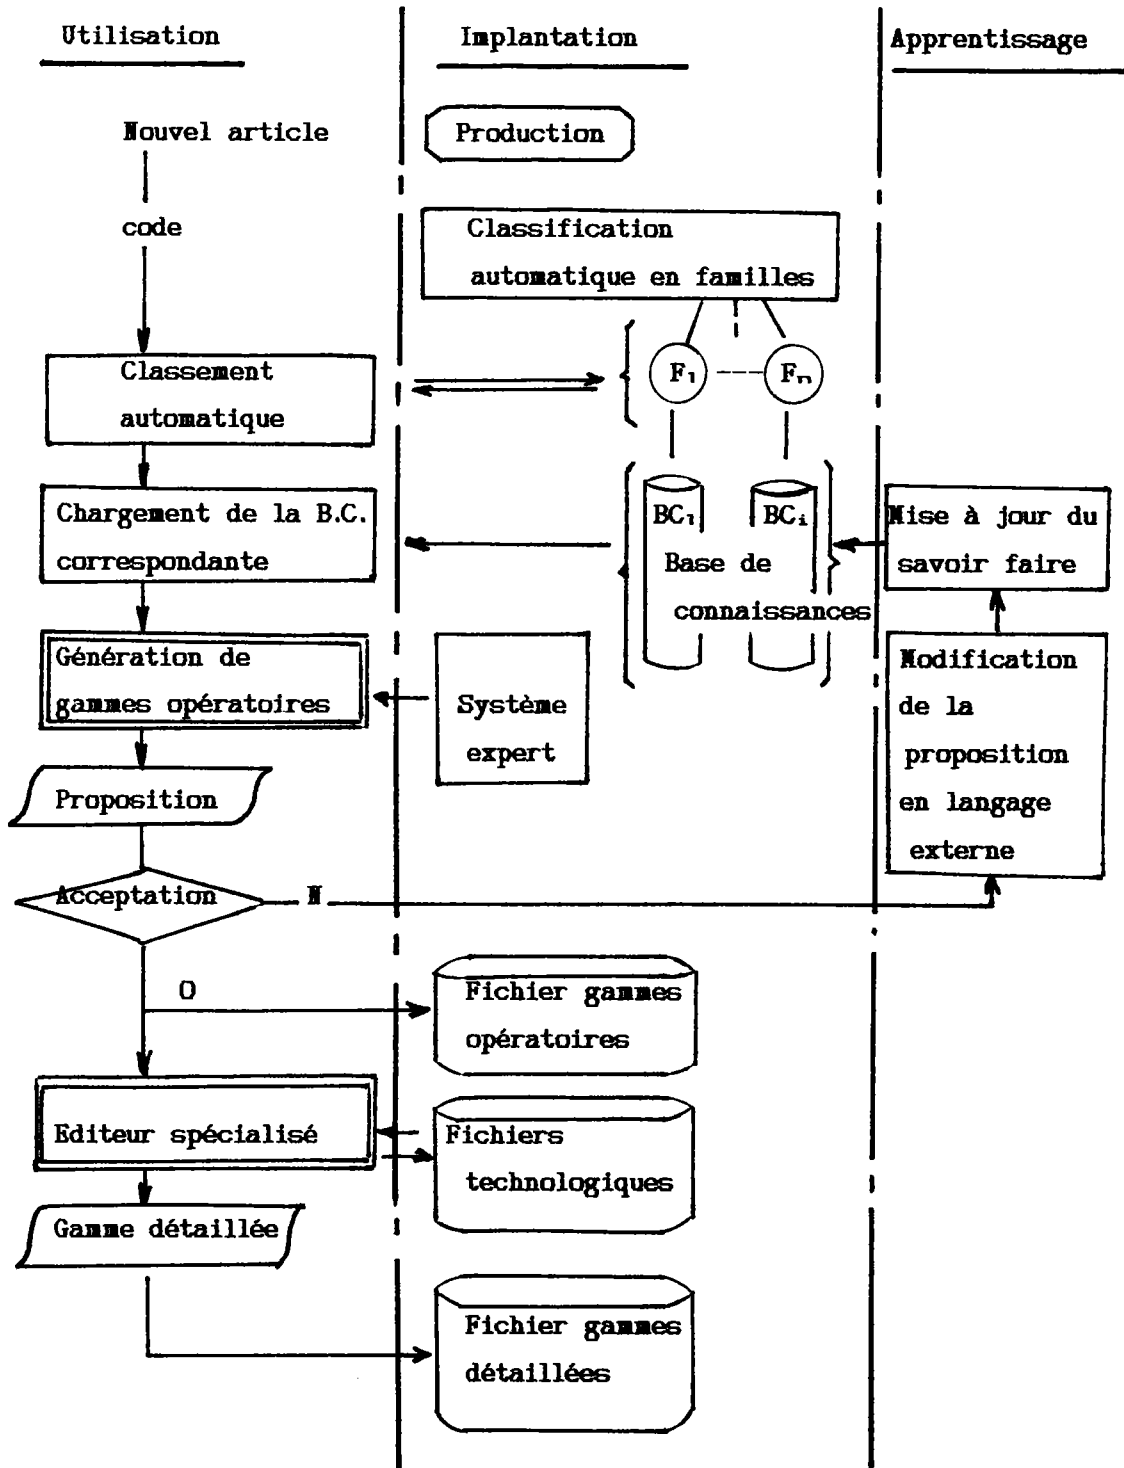 Utilisation
Implantation
Apprentissage
Nouvel article
Production
code
Classification
automatique en familles
Classement
automatique
F1
Fn
Chargement de la B.C.
correspondante
BC1
BCi
Base de
connaissances
Mise à jour du
savoir faire
Génération de
gammes opératoires
Système
expert
Modification
de la
proposition
en langage
externe
Proposition
Acceptation
N
O
Fichier gammes
opératoires
Editeur spécialisé
Fichiers
technologiques
Gamme détaillée
Fichier gammes
détaillées